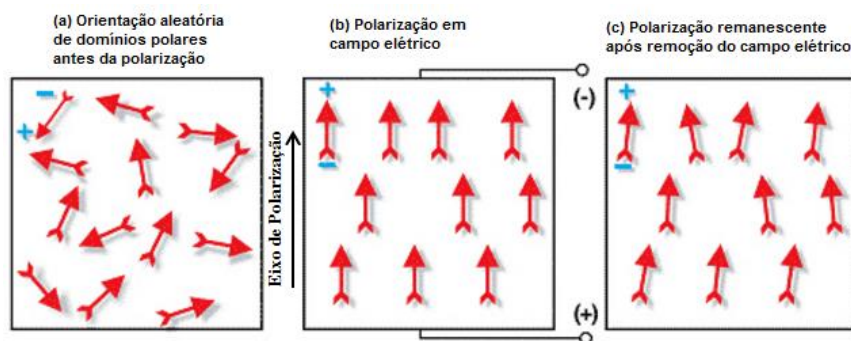 (a) Orientação aleatória
de domínios polares
antes da polarização
(b) Polarização em
campo elétrico
(c) Polarização remanescente
após remoção do campo elétrico
−
+
Eixo de Polarização
+
−
(-)
(+)
+
−